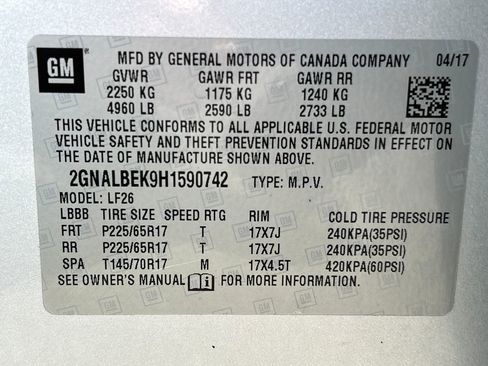 GM
MFD BY GENERAL MOTORS OF CANADA COMPANY 04/17
GVWR GAWR FRT GAWR RR
2250 KG 1175 KG 1240 KG
4960 LB 2590 LB 2733 LB
THIS VEHICLE CONFORMS TO ALL APPLICABLE U.S. FEDERAL MOTOR
VEHICLE SAFETY AND THEFT PREVENTION STANDARDS IN EFFECT ON
THE DATE OF MANUFACTURE SHOWN ABOVE.
2GNALBEK9H1590742 TYPE: M.P.V.
MODEL: LF26
LBBB TIRE SIZE SPEED RTG RIM COLD TIRE PRESSURE
FRT P225/65R17 T 17X7J 240KPA(35PSI)
RR P225/65R17 T 17X7J 240KPA(35PSI)
SPA T145/70R17 M 17X4.5T 420KPA(60PSI)
SEE OWNER'S MANUAL i FOR MORE INFORMATION.